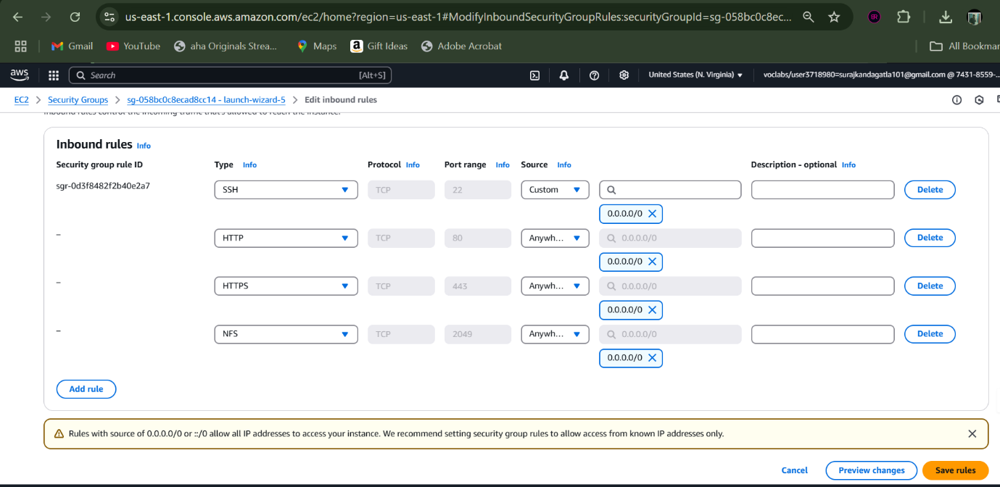 us-east-1.console.aws.amazon.com/ec2/home?region=us-east-1#ModifyInboundSecurityGroupRules:securityGroupId=sg-058bc0c8ec...
Gmail YouTube aha Originals Strea... Maps Gift Ideas Adobe Acrobat All Bookmar
aws Search [Alt+S] United States (N. Virginia) voclabs/user3718980=surajkandagatla101@gmail.com @ 7431-8559-...
EC2 Security Groups sg-058bc0c8ecad8cc14 - launch-wizard-5 Edit inbound rules
Inbound rules control the incoming traffic that's allowed to reach the instance.
Inbound rules Info
Security group rule ID Type Info Protocol Info Port range Info Source Info Description - optional Info
sgr-0d3f8482f2b40e2a7 SSH TCP 22 Custom Delete
0.0.0.0/0
– HTTP TCP 80 Anywh... 0.0.0.0/0 Delete
0.0.0.0/0
– HTTPS TCP 443 Anywh... 0.0.0.0/0 Delete
0.0.0.0/0
– NFS TCP 2049 Anywh... 0.0.0.0/0 Delete
0.0.0.0/0
Add rule
Rules with source of 0.0.0.0/0 or ::/0 allow all IP addresses to access your instance. We recommend setting security group rules to allow access from known IP addresses only.
Cancel Preview changes Save rules